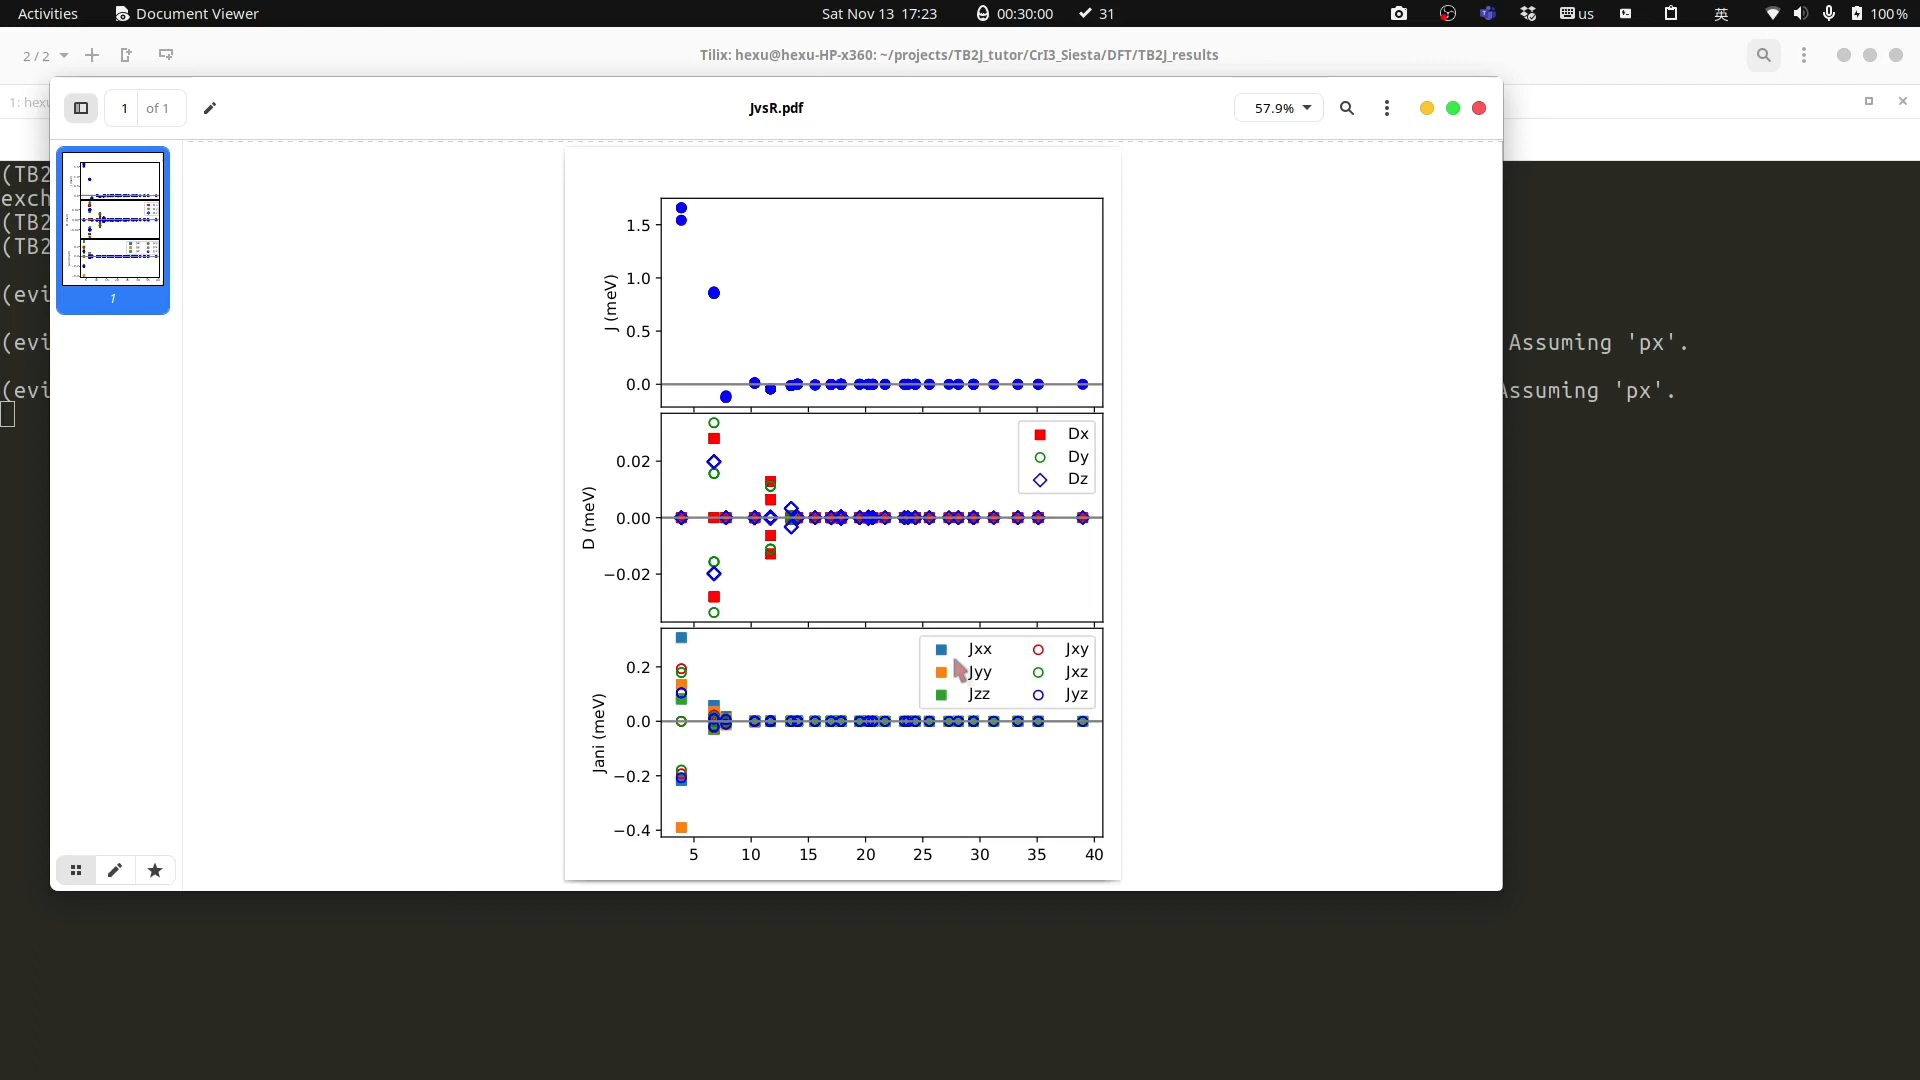 Activities Document Viewer Sat Nov 13 17:23 00:30:00 31 us 英 100%
2 / 2 Tilix: hexu@hexu-HP-x360: ~/projects/TB2J_tutor/CrI3_Siesta/DFT/TB2J_results
1: hexu
1 of 1 JvsR.pdf 57.9%
(TB2
exch
(TB2
(TB2
(evi
(evi Assuming 'px'.
(evi Assuming 'px'.
1
J (meV)
1.5
1.0
0.5
0.0
D (meV)
0.02
0.00
−0.02
Dx
Dy
Dz
Jani (meV)
0.2
0.0
−0.2
−0.4
Jxx Jxy
Jyy Jxz
Jzz Jyz
5 10 15 20 25 30 35 40